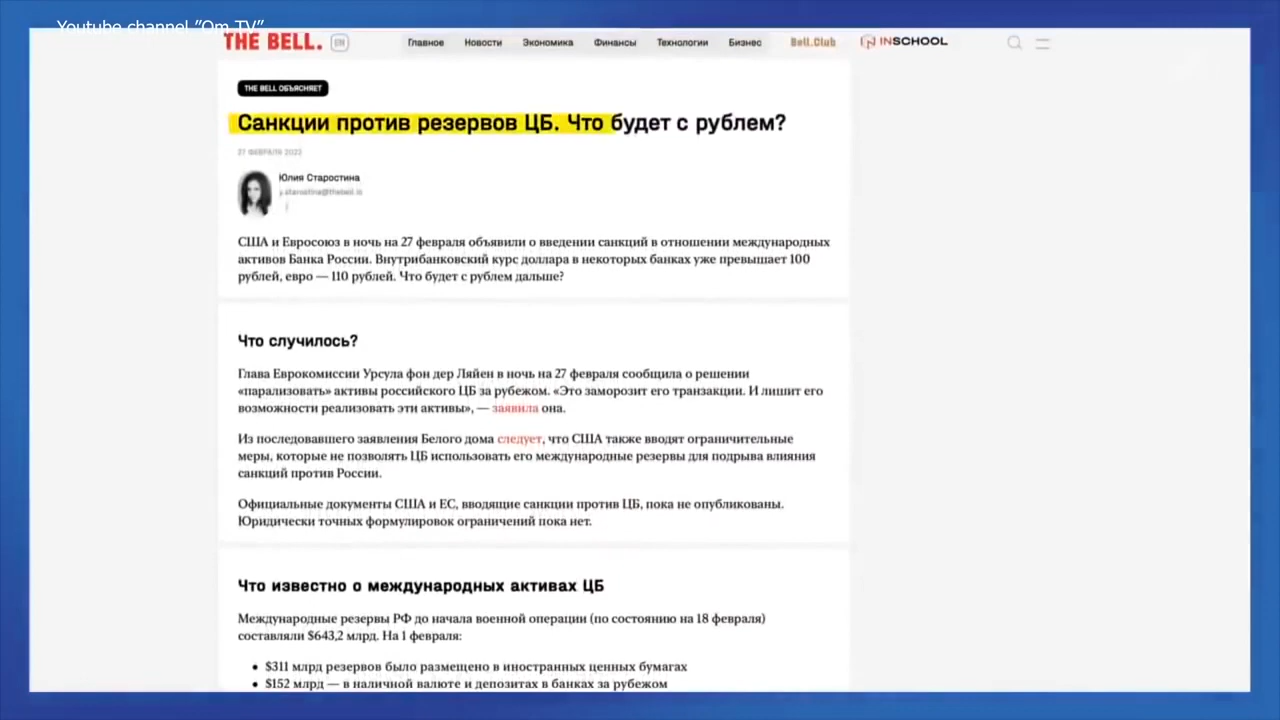 Youtube channel "Om TV"
THE BELL. EN Главное Новости Экономика Финансы Технологии Бизнес Bell.Club INSCHOOL
THE BELL ОБЪЯСНЯЕТ
Санкции против резервов ЦБ. Что будет с рублем?
27 ФЕВРАЛЯ 2022
Юлия Старостина
y.starostina@thebell.io
США и Евросоюз в ночь на 27 февраля объявили о введении санкций в отношении международных
активов Банка России. Внутрибанковский курс доллара в некоторых банках уже превышает 100
рублей, евро — 110 рублей. Что будет с рублем дальше?
Что случилось?
Глава Еврокомиссии Урсула фон дер Ляйен в ночь на 27 февраля сообщила о решении
«парализовать» активы российского ЦБ за рубежом. «Это заморозит его транзакции. И лишит его
возможности реализовать эти активы», — заявила она.
Из последовавшего заявления Белого дома следует, что США также вводят ограничительные
меры, которые не позволять ЦБ использовать его международные резервы для подрыва влияния
санкций против России.
Официальные документы США и ЕС, вводящие санкции против ЦБ, пока не опубликованы.
Юридически точных формулировок ограничений пока нет.
Что известно о международных активах ЦБ
Международные резервы РФ до начала военной операции (по состоянию на 18 февраля)
составляли $643,2 млрд. На 1 февраля:
• $311 млрд резервов было размещено в иностранных ценных бумагах
• $152 млрд — в наличной валюте и депозитах в банках за рубежом